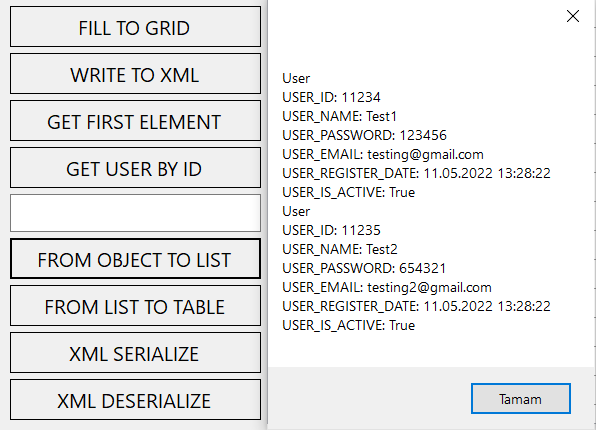 FILL TO GRID
WRITE TO XML
GET FIRST ELEMENT
GET USER BY ID
FROM OBJECT TO LIST
FROM LIST TO TABLE
XML SERIALIZE
XML DESERIALIZE
User
USER_ID: 11234
USER_NAME: Test1
USER_PASSWORD: 123456
USER_EMAIL: testing@gmail.com
USER_REGISTER_DATE: 11.05.2022 13:28:22
USER_IS_ACTIVE: True
User
USER_ID: 11235
USER_NAME: Test2
USER_PASSWORD: 654321
USER_EMAIL: testing2@gmail.com
USER_REGISTER_DATE: 11.05.2022 13:28:22
USER_IS_ACTIVE: True
Tamam